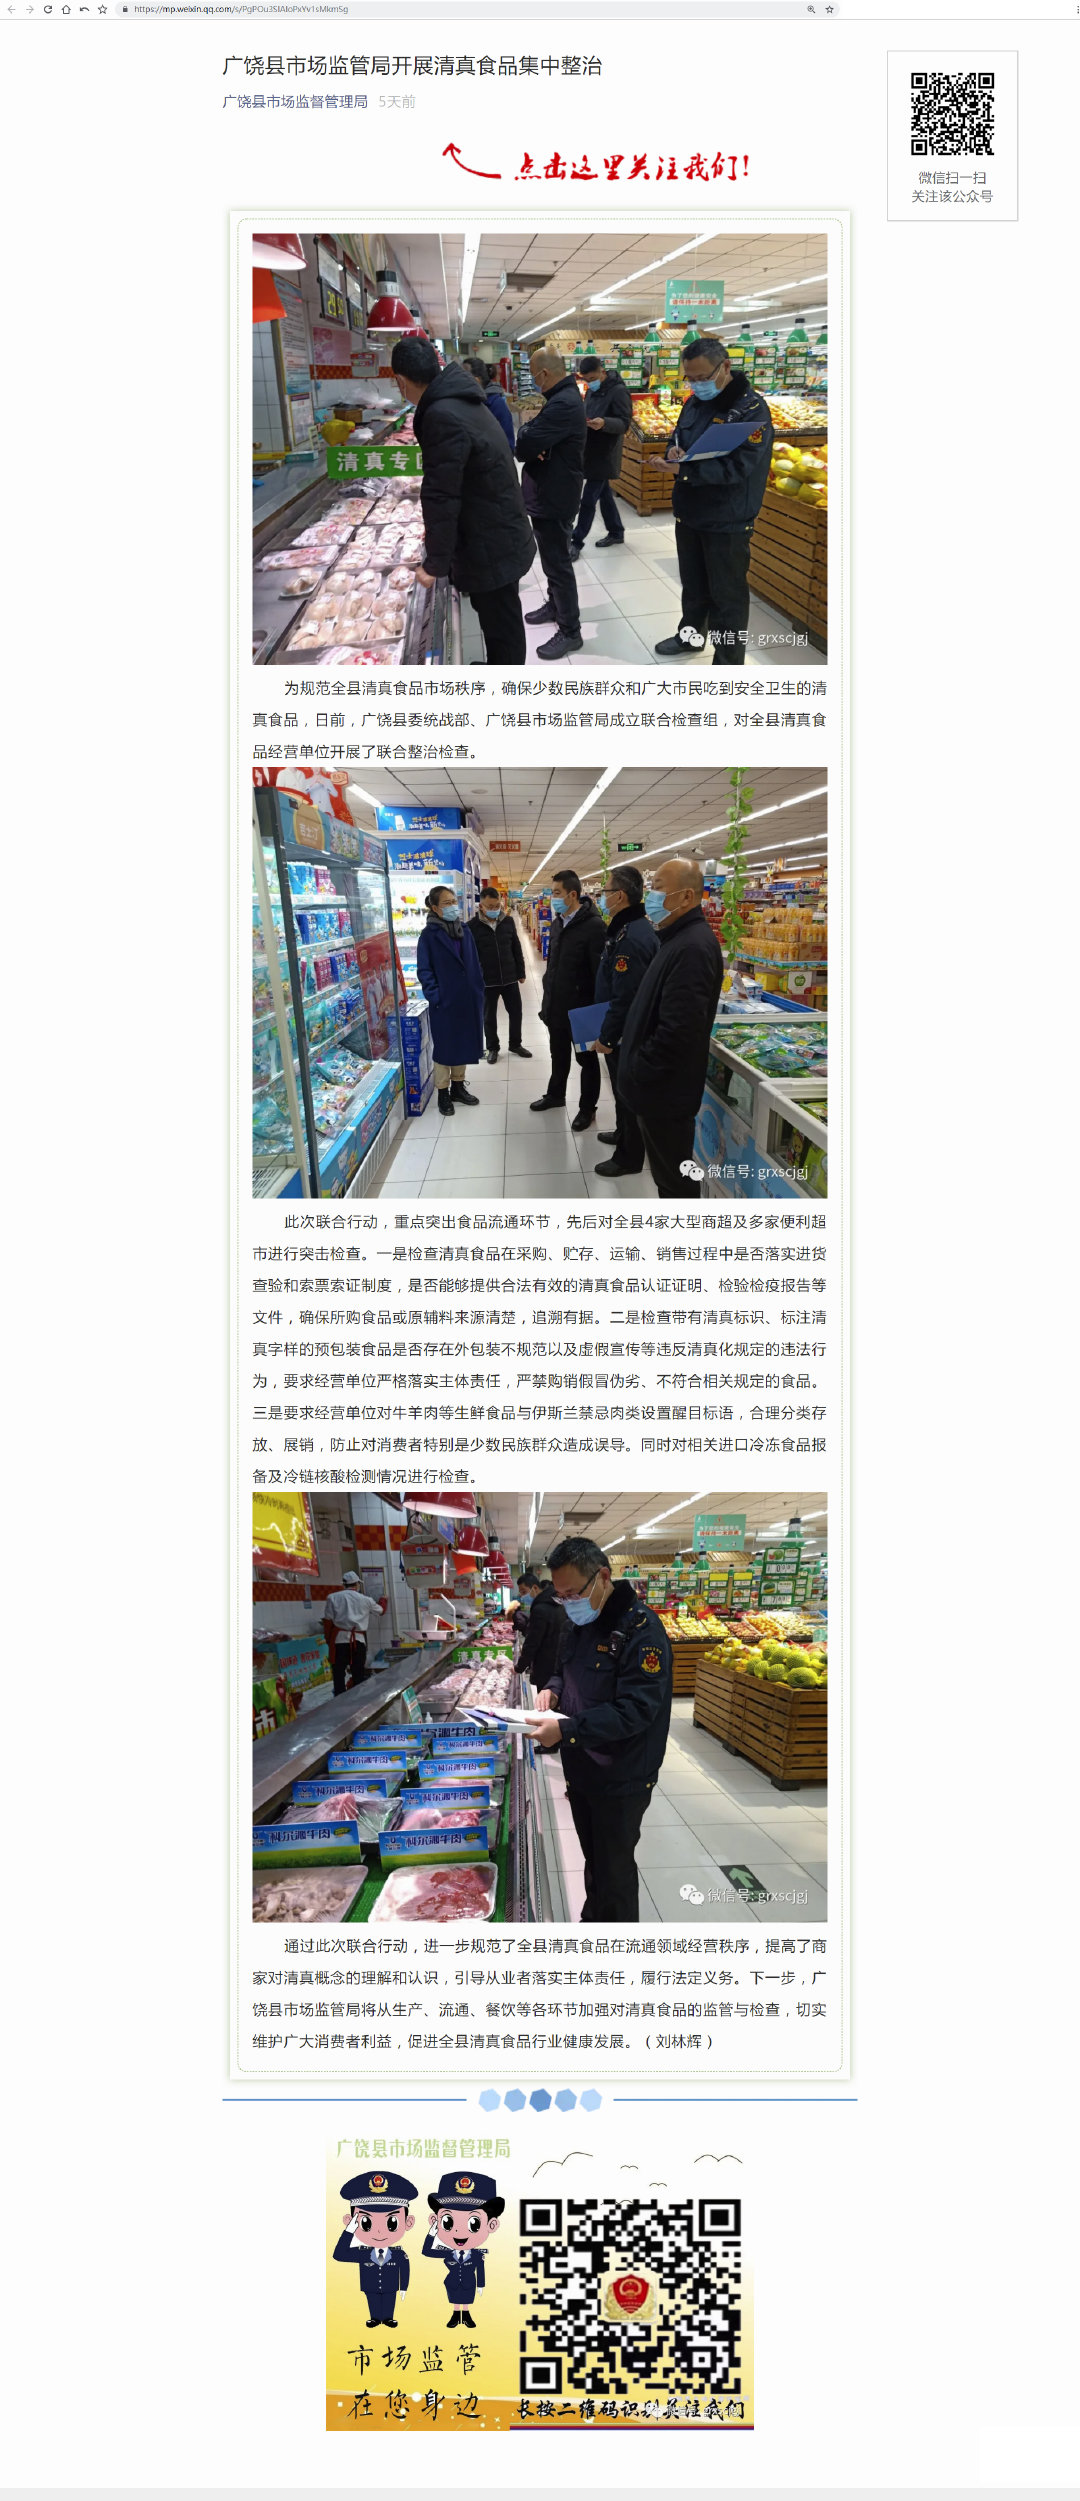 https://mp.weixin.qq.com/s/PgPOu3SlAIoPxYv1sMkmSg
广饶县市场监管局开展清真食品集中整治
广饶县市场监督管理局 5天前
微信扫一扫
关注该公众号
点击这里关注我们!
清真专区
微信号: grxscjgj
为规范全县清真食品市场秩序，确保少数民族群众和广大市民吃到安全卫生的清
真食品，日前，广饶县委统战部、广饶县市场监管局成立联合检查组，对全县清真食
品经营单位开展了联合整治检查。
微信号: grxscjgj
此次联合行动，重点突出食品流通环节，先后对全县4家大型商超及多家便利超
市进行突击检查。一是检查清真食品在采购、贮存、运输、销售过程中是否落实进货
查验和索票索证制度，是否能够提供合法有效的清真食品认证证明、检验检疫报告等
文件，确保所购食品或原辅料来源清楚，追溯有据。二是检查带有清真标识、标注清
真字样的预包装食品是否存在外包装不规范以及虚假宣传等违反清真化规定的违法行
为，要求经营单位严格落实主体责任，严禁购销假冒伪劣、不符合相关规定的食品。
三是要求经营单位对牛羊肉等生鲜食品与伊斯兰禁忌肉类设置醒目标语，合理分类存
放、展销，防止对消费者特别是少数民族群众造成误导。同时对相关进口冷冻食品报
备及冷链核酸检测情况进行检查。
清真专区
科尔沁牛肉
科尔沁牛肉
科尔沁牛肉
微信号: grxscjgj
通过此次联合行动，进一步规范了全县清真食品在流通领域经营秩序，提高了商
家对清真概念的理解和认识，引导从业者落实主体责任，履行法定义务。下一步，广
饶县市场监管局将从生产、流通、餐饮等各环节加强对清真食品的监管与检查，切实
维护广大消费者利益，促进全县清真食品行业健康发展。（刘林辉）
广饶县市场监督管理局
市场监管
在您身边
长按二维码识别关注我们